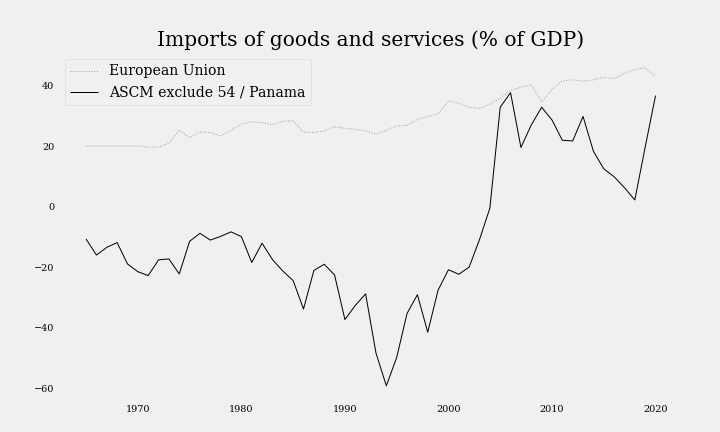 Imports of goods and services (% of GDP)
European Union
ASCM exclude 54 / Panama
40
20
0
−20
−40
−60
1970 1980 1990 2000 2010 2020